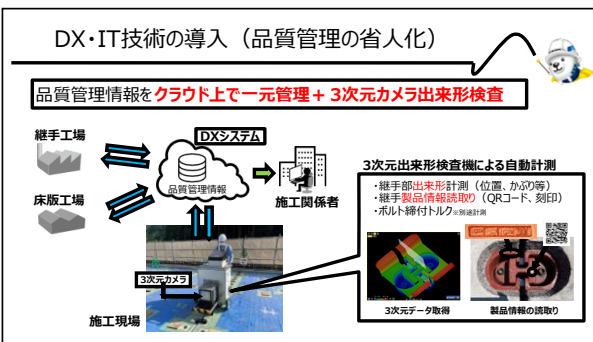 DX・IT技術の導入（品質管理の省人化）
品質管理情報をクラウド上で一元管理＋３次元カメラ出来形検査
継手工場
DXシステム
品質管理情報
施工関係者
床版工場
3次元出来形検査機による自動計測
・継手部出来形計測（位置、かぶり等）
・継手製品情報読取り（QRコード、刻印）
・ボルト締付トルク※別途計測
3次元カメラ
施工現場
3次元データ取得
製品情報の読取り